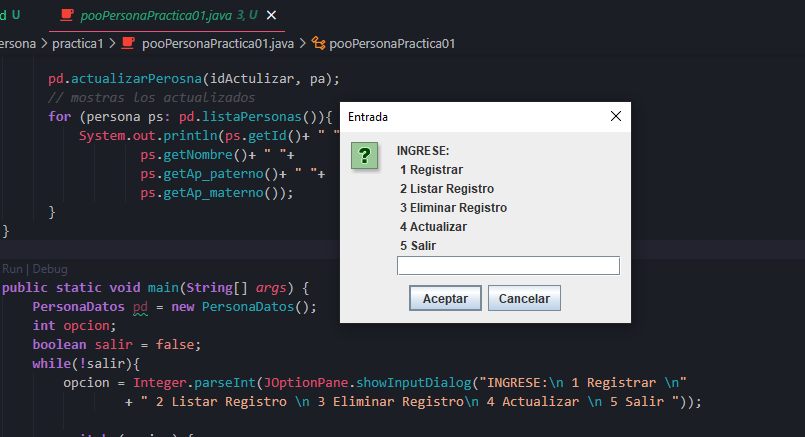 d U pooPersonaPractica01.java 3, U
ersona > practica1 > pooPersonaPractica01.java > pooPersonaPractica01
pd.actualizarPerosna(idActulizar, pa);
// mostras los actualizados
for (persona ps: pd.listaPersonas()){
System.out.println(ps.getId()+ " "
ps.getNombre()+ " "+
ps.getAp_paterno()+ " "+
ps.getAp_materno());
}
}
Entrada
INGRESE:
1 Registrar
2 Listar Registro
3 Eliminar Registro
4 Actualizar
5 Salir
Aceptar Cancelar
Run | Debug
public static void main(String[] args) {
PersonaDatos pd = new PersonaDatos();
int opcion;
boolean salir = false;
while(!salir){
opcion = Integer.parseInt(JOptionPane.showInputDialog("INGRESE:\n 1 Registrar \n"
+ " 2 Listar Registro \n 3 Eliminar Registro\n 4 Actualizar \n 5 Salir "));